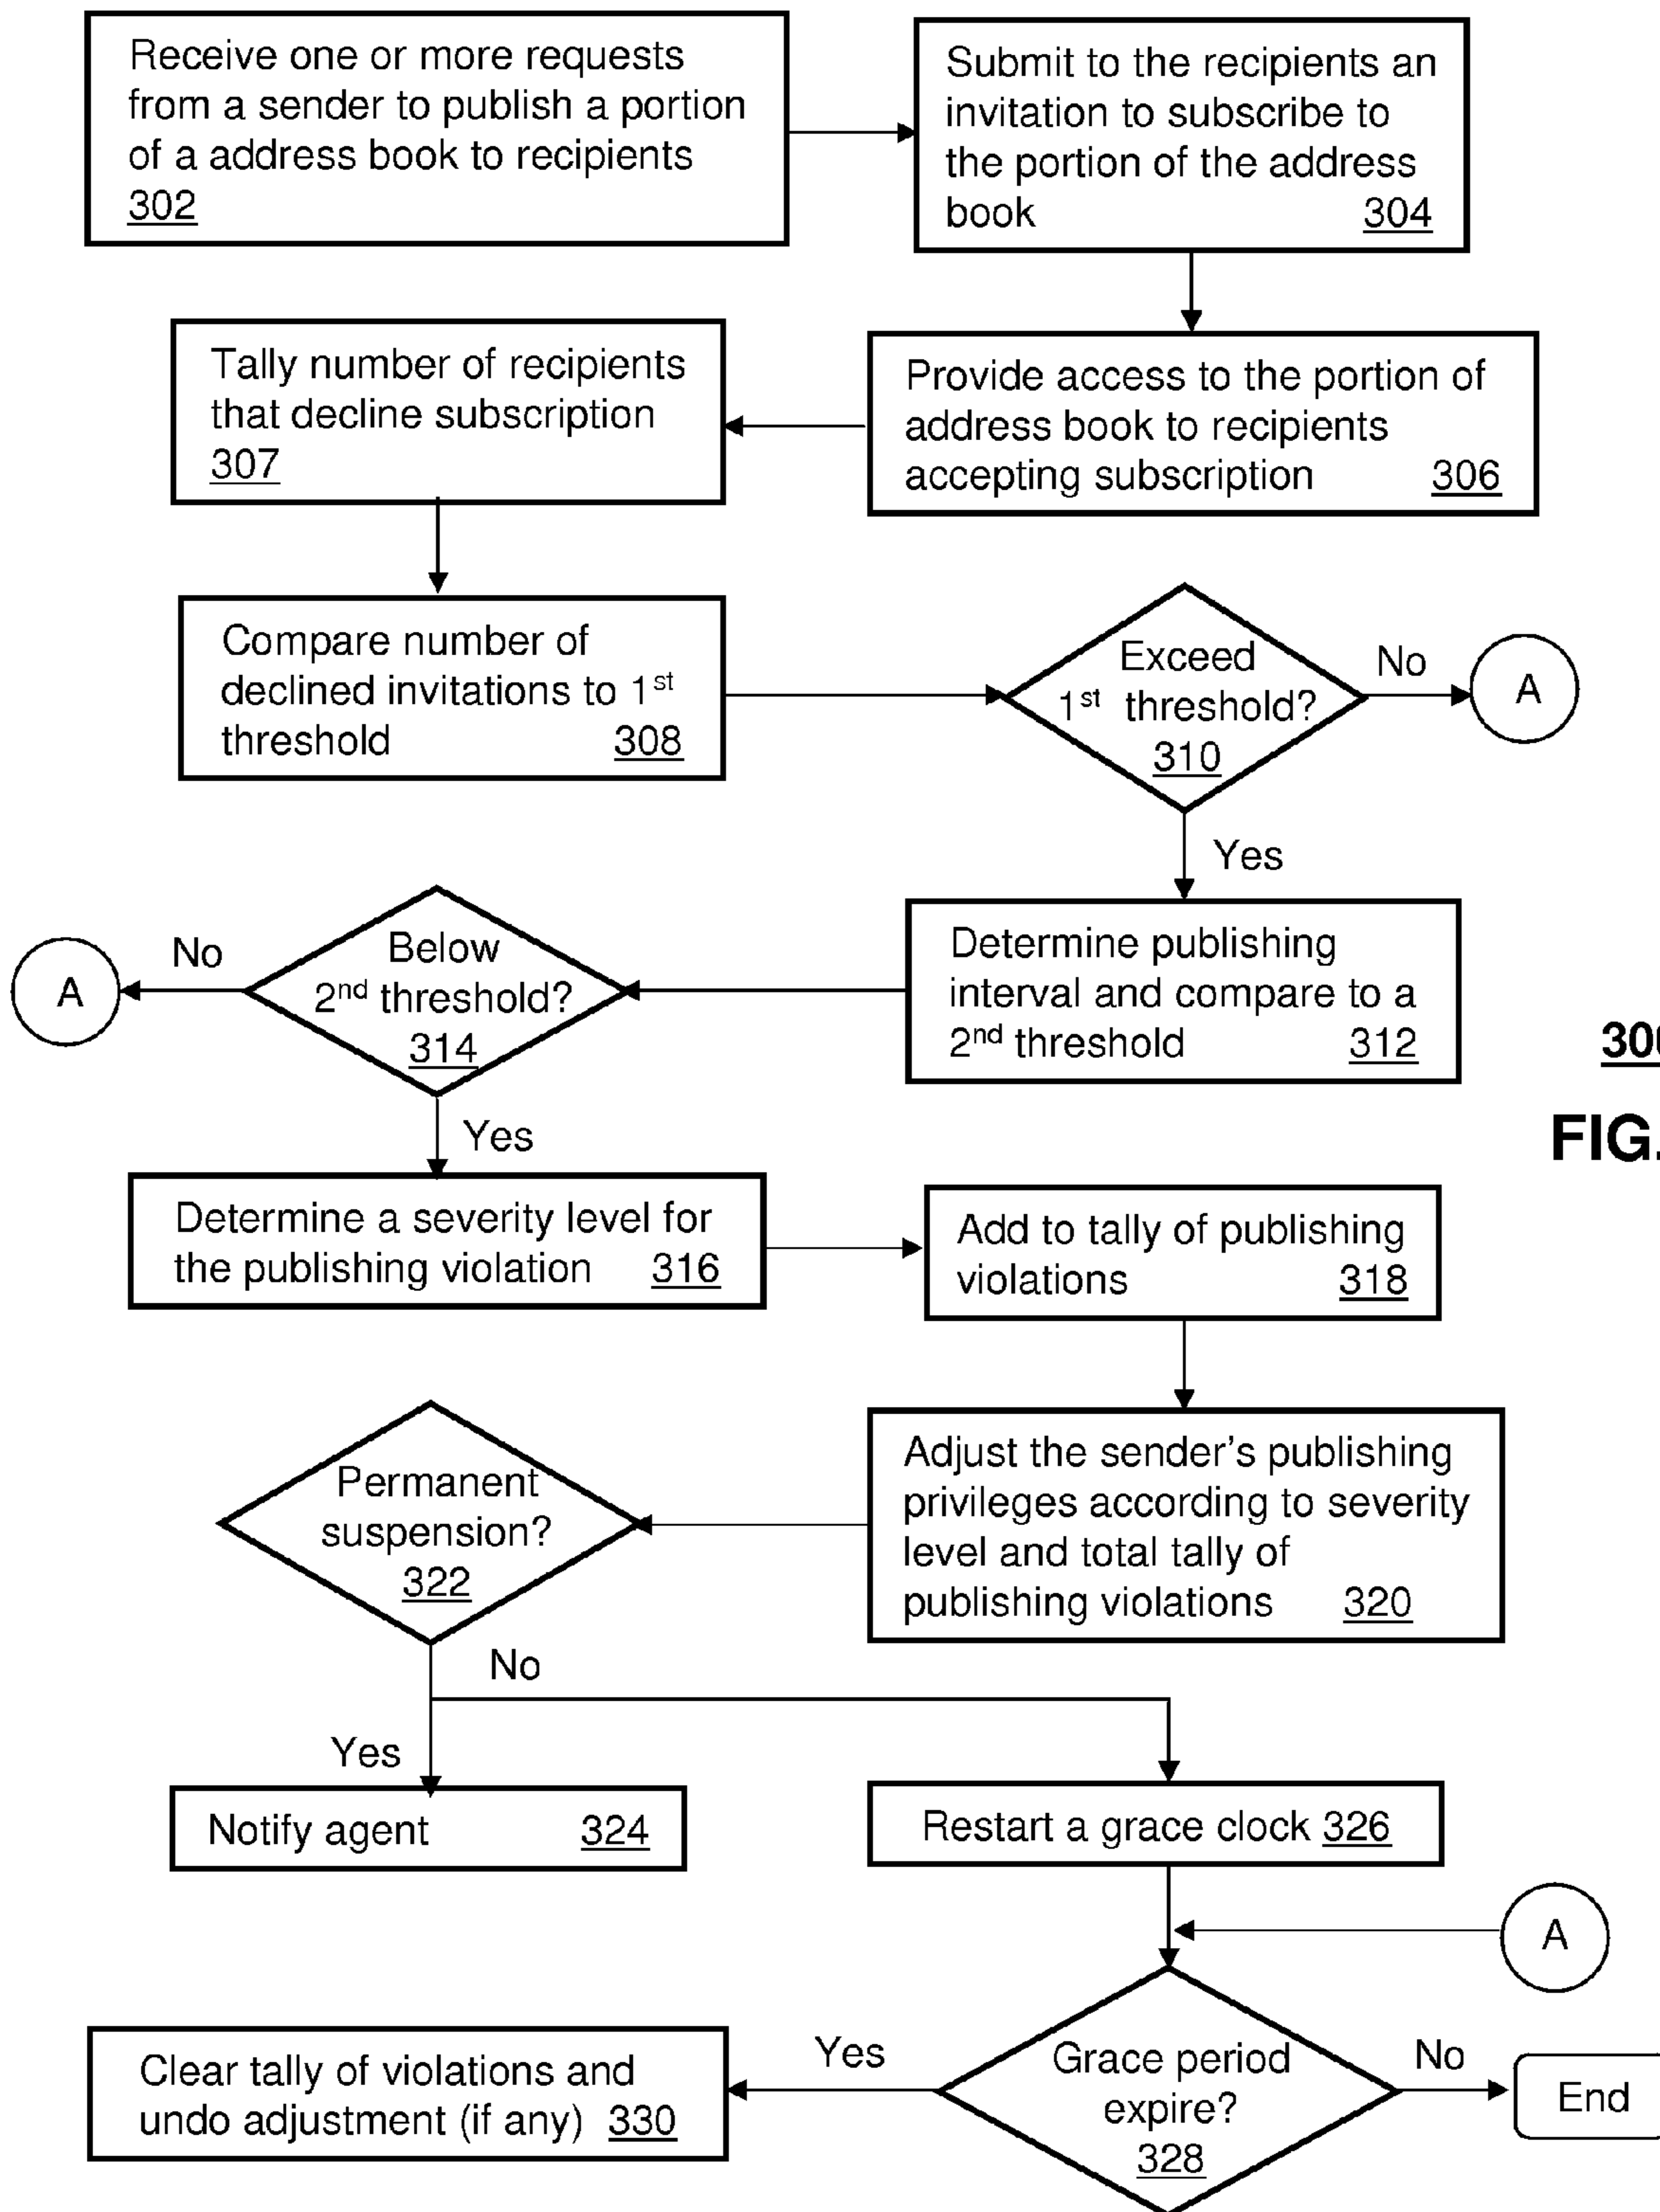 Receive one or more requests
from a sender to publish a portion
of a address book to recipients
302
Submit to the recipients an
invitation to subscribe to
the portion of the address
book 304
Provide access to the portion of
address book to recipients
accepting subscription 306
Tally number of recipients
that decline subscription
307
Compare number of
declined invitations to 1st
threshold 308
Exceed
1st threshold?
310
No
A
Yes
Determine publishing
interval and compare to a
2nd threshold 312
Below
2nd threshold?
314
No
A
300
FIG.
Yes
Determine a severity level for
the publishing violation 316
Add to tally of publishing
violations 318
Adjust the sender's publishing
privileges according to severity
level and total tally of
publishing violations 320
Permanent
suspension?
322
No
Yes
Notify agent 324
Restart a grace clock 326
A
Grace period
expire?
328
No
End
Yes
Clear tally of violations and
undo adjustment (if any) 330